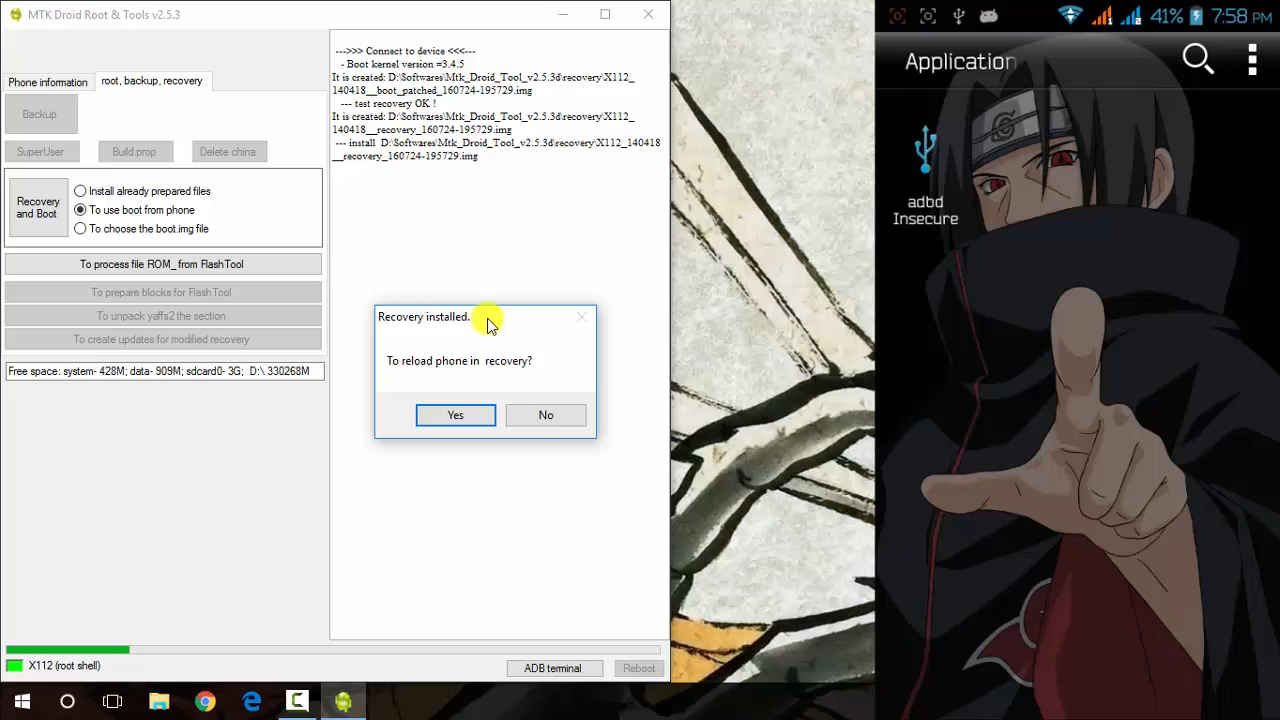 MTK Droid Root & Tools v2.5.3
Phone information
root, backup, recovery
Backup
SuperUser
Build.prop
Delete china
Recovery
and Boot
Install already prepared files
To use boot from phone
To choose the boot.img file
To process file ROM_ from FlashTool
To prepare blocks for FlashTool
To unpack yaffs2 the section
To create updates for modified recovery
Free space: system- 428M; data- 909M; sdcard0- 3G;  D:\ 330268M
--->>> Connect to device <<<---
- Boot kernel version =3.4.5
It is created: D:\Softwares\Mtk_Droid_Tool_v2.5.3d\recovery\X112_
140418__boot_patched_160724-195729.img
--- test recovery OK !
It is created: D:\Softwares\Mtk_Droid_Tool_v2.5.3d\recovery\X112_
140418__recovery_160724-195729.img
--- install  D:\Softwares\Mtk_Droid_Tool_v2.5.3d\recovery\X112_140418
__recovery_160724-195729.img
Recovery installed.
To reload phone in  recovery?
Yes
No
X112 (root shell)
ADB terminal
Reboot
41% 7:58 PM
Application
adbd
Insecure